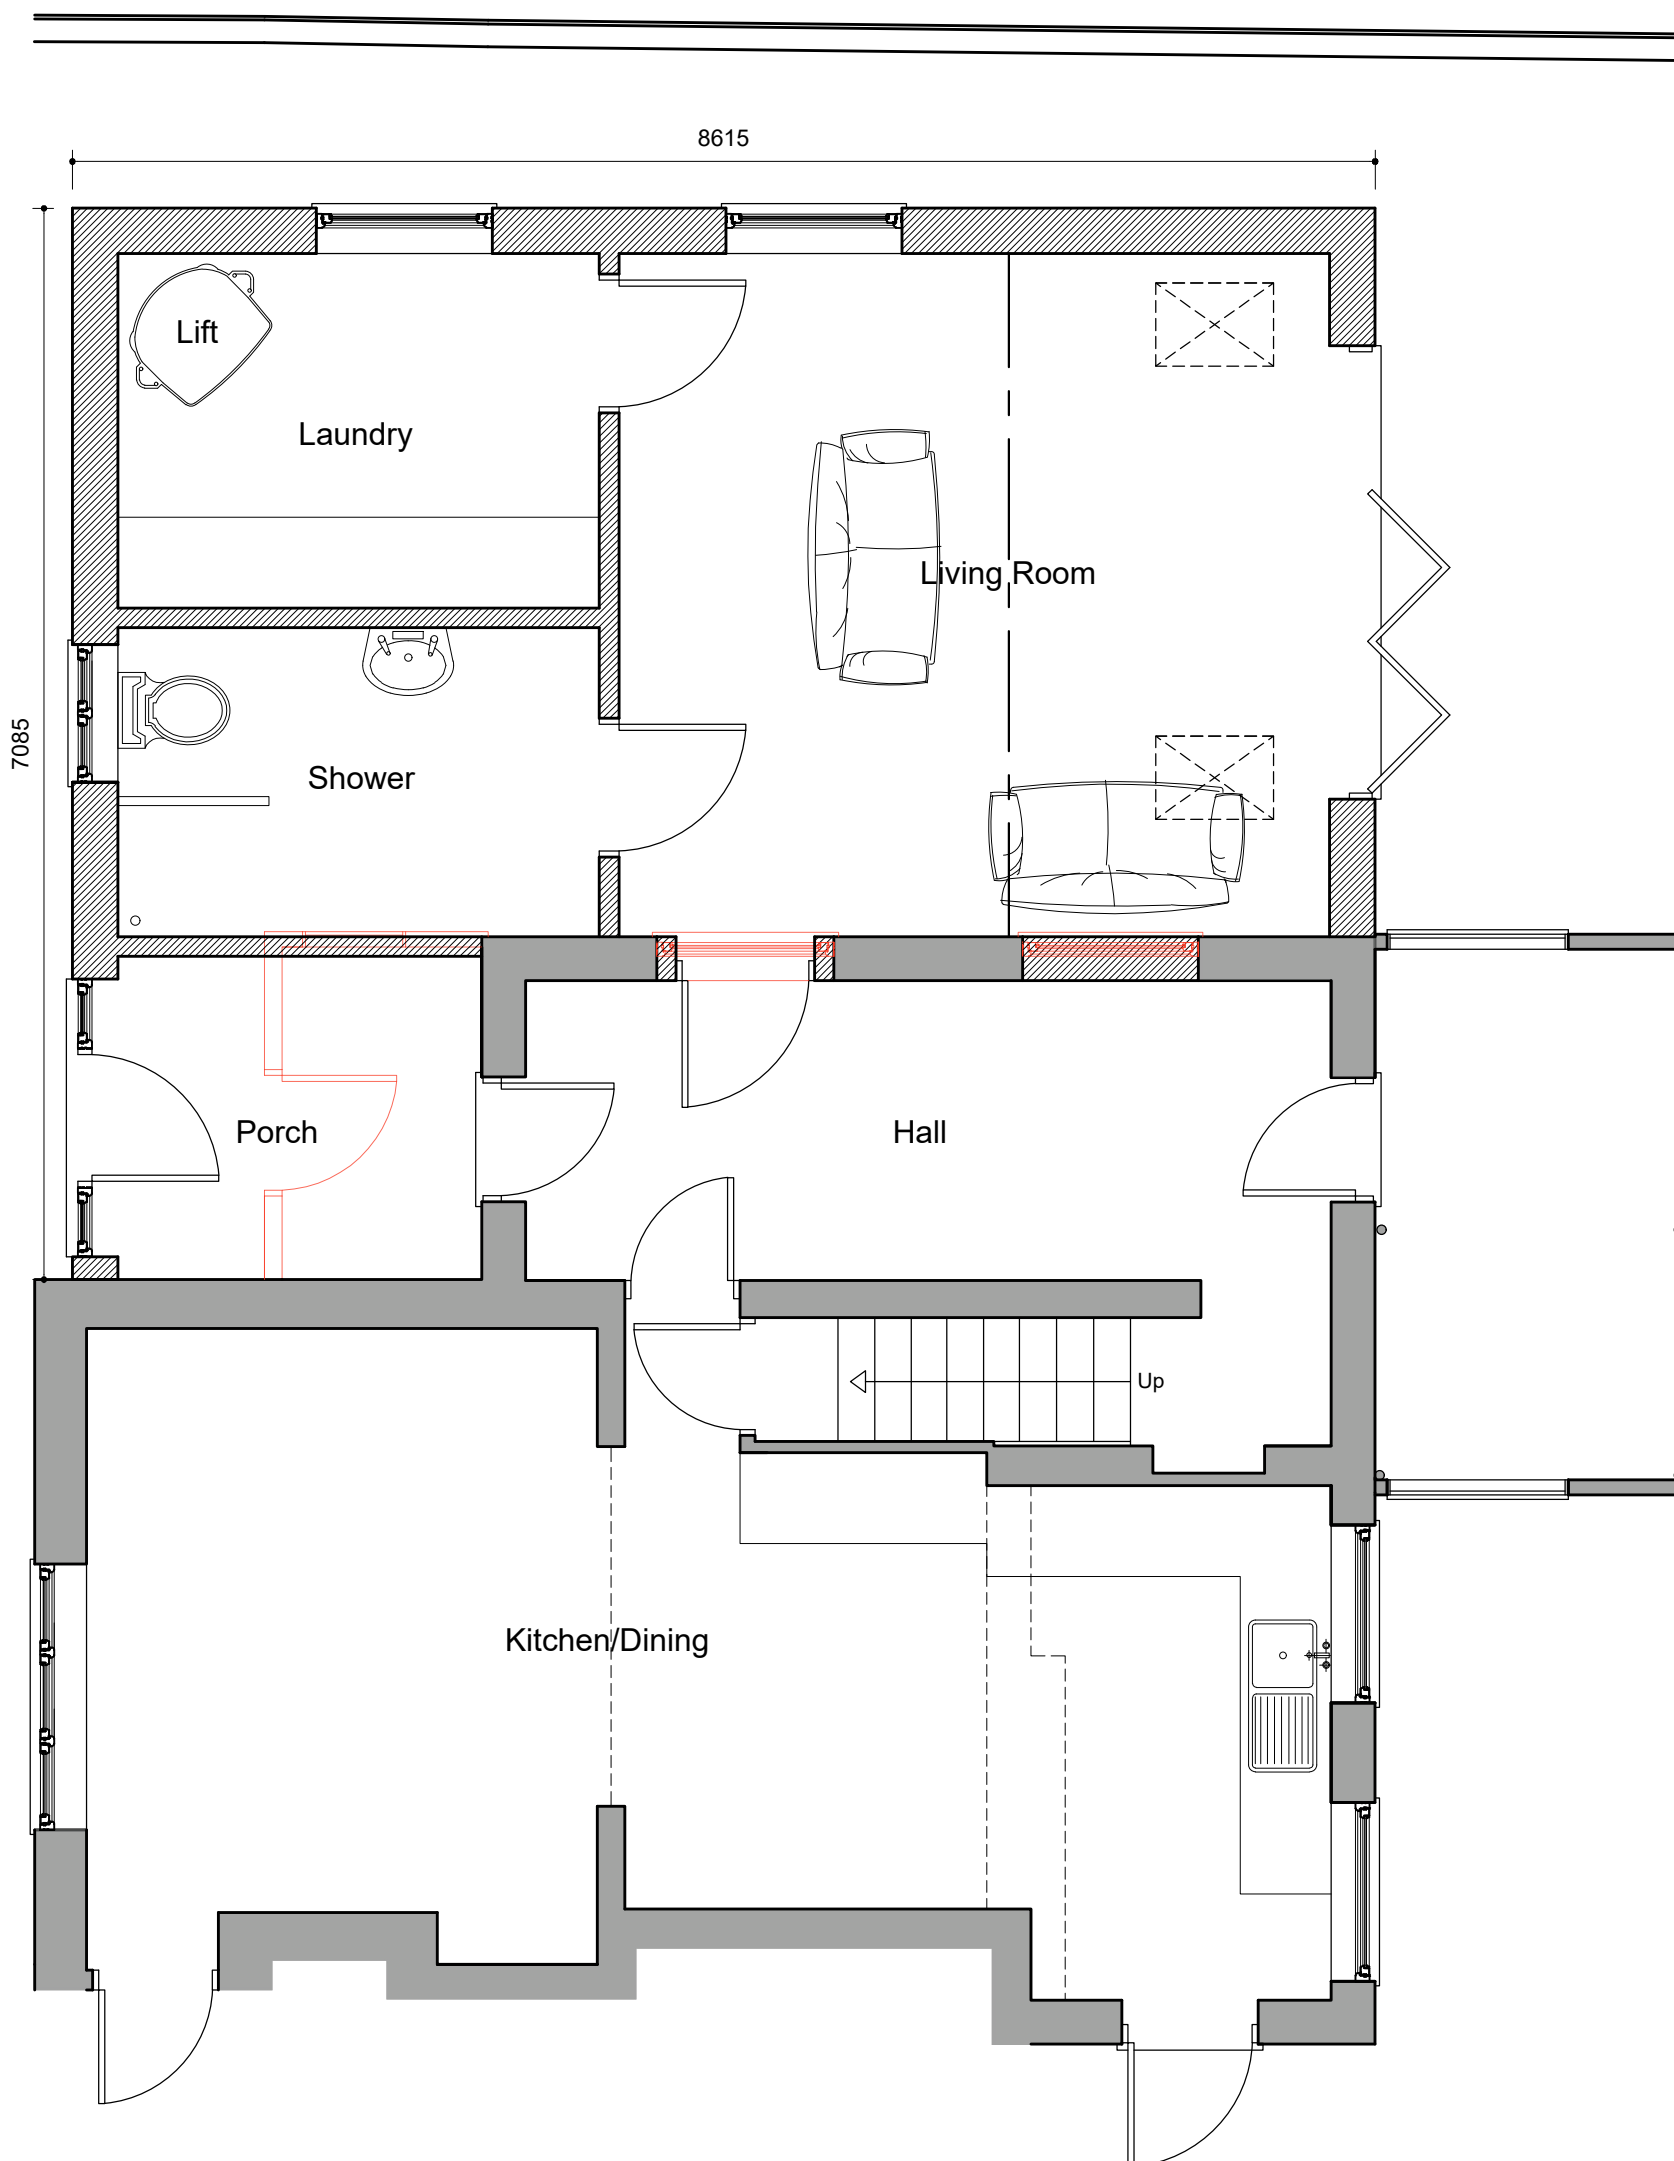 8615
Lift
Laundry
Living Room
7085
Shower
Porch
Hall
Up
Kitchen/Dining